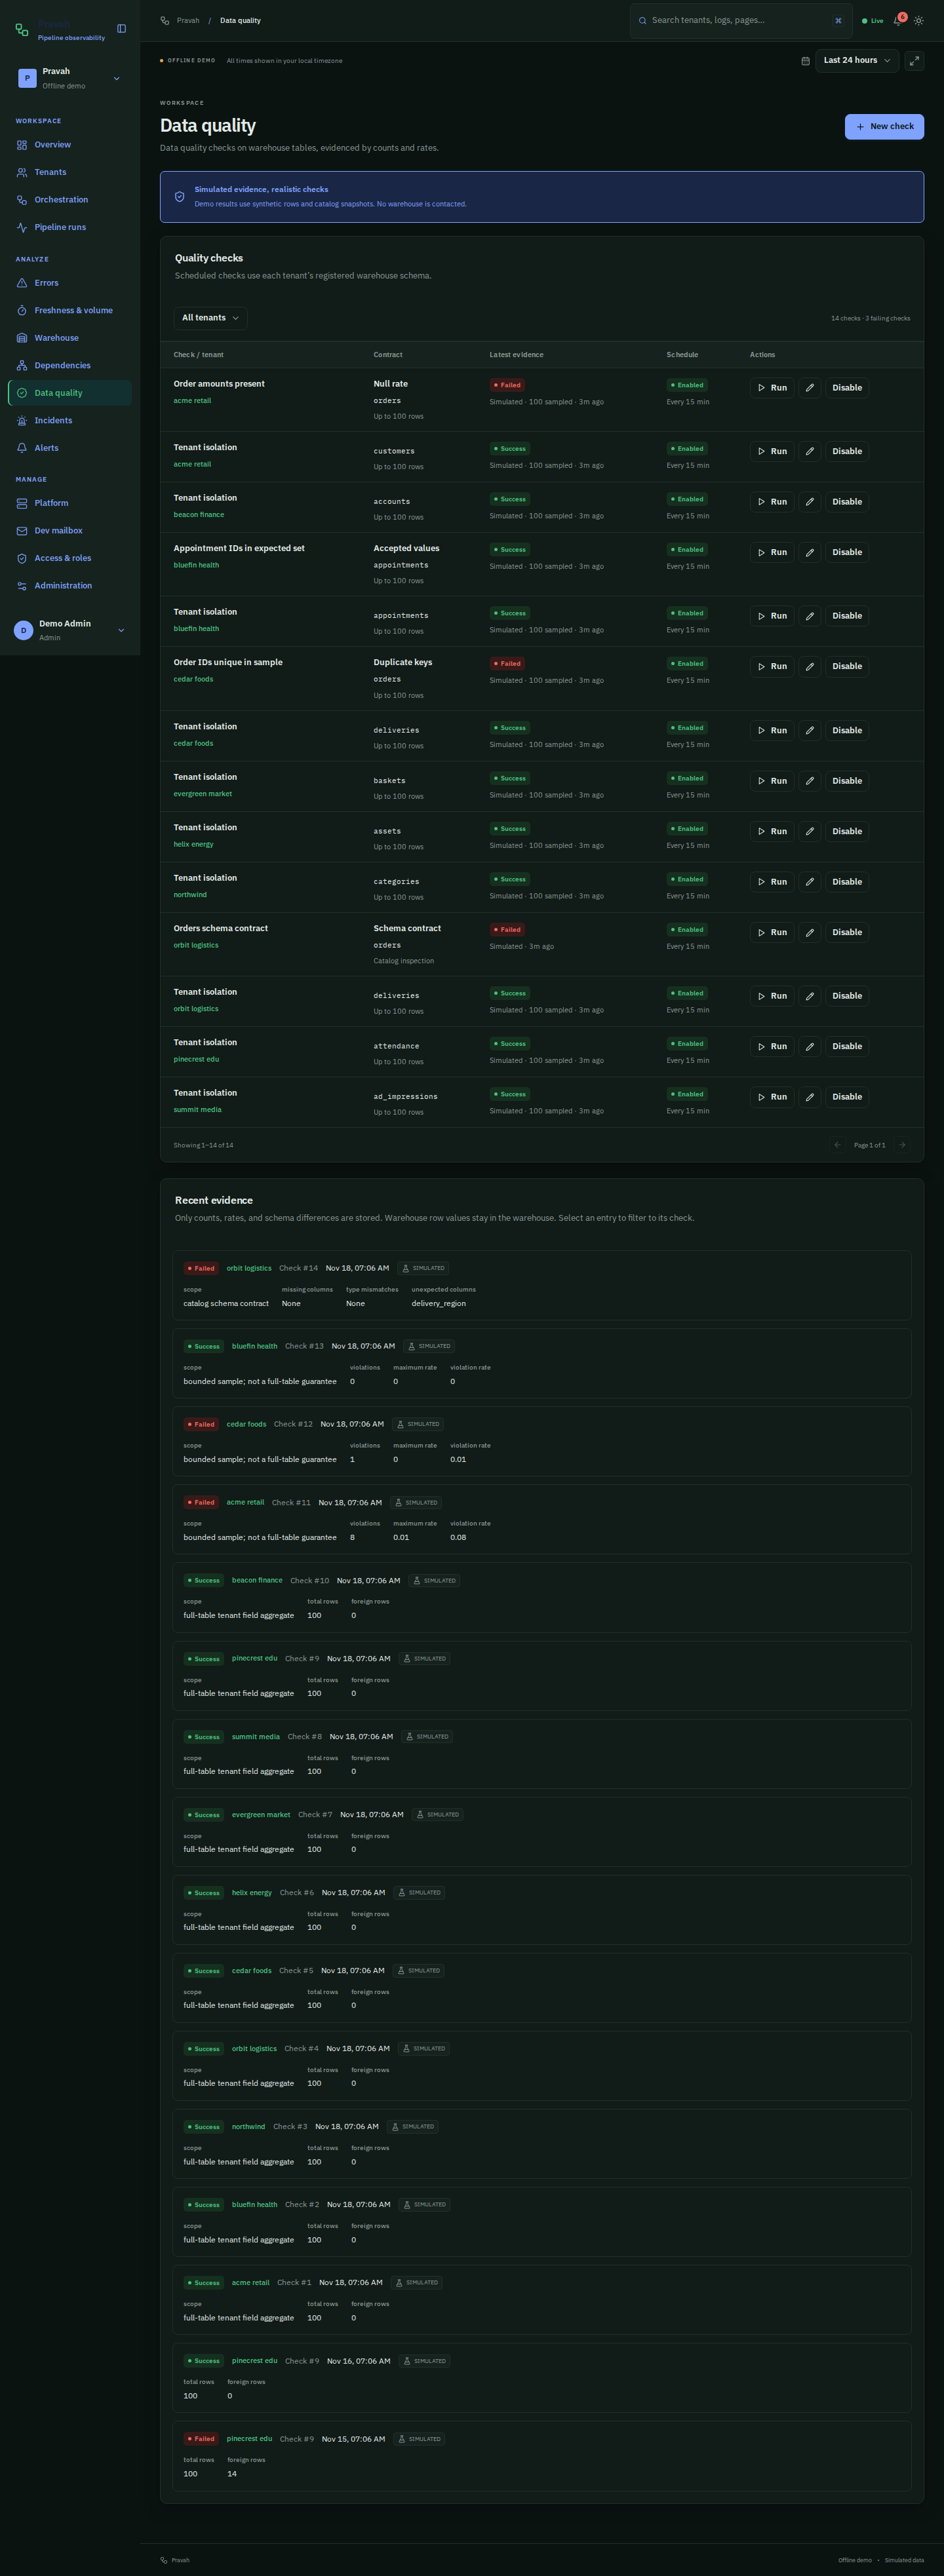 Pravah
Pipeline observability
P
Pravah
Offline demo
WORKSPACE
Overview
Tenants
Orchestration
Pipeline runs
ANALYZE
Errors
Freshness & volume
Warehouse
Dependencies
Data quality
Incidents
Alerts
MANAGE
Platform
Dev mailbox
Access & roles
Administration
D
Demo Admin
Admin
Pravah / Data quality
Search tenants, logs, pages...
⌘
Live
6
OFFLINE DEMO All times shown in your local timezone
Last 24 hours
WORKSPACE
Data quality
Data quality checks on warehouse tables, evidenced by counts and rates.
New check
Simulated evidence, realistic checks
Demo results use synthetic rows and catalog snapshots. No warehouse is contacted.
Quality checks
Scheduled checks use each tenant's registered warehouse schema.
All tenants
14 checks · 3 failing checks
Check / tenant Contract Latest evidence Schedule Actions
Order amounts present Null rate Failed Enabled Run Disable
acme retail orders Simulated · 100 sampled · 3m ago Every 15 min
Up to 100 rows
Tenant isolation customers Success Enabled Run Disable
acme retail Up to 100 rows Simulated · 100 sampled · 3m ago Every 15 min
Tenant isolation accounts Success Enabled Run Disable
beacon finance Up to 100 rows Simulated · 100 sampled · 3m ago Every 15 min
Appointment IDs in expected set Accepted values Success Enabled Run Disable
bluefin health appointments Simulated · 100 sampled · 3m ago Every 15 min
Up to 100 rows
Tenant isolation appointments Success Enabled Run Disable
bluefin health Up to 100 rows Simulated · 100 sampled · 3m ago Every 15 min
Order IDs unique in sample Duplicate keys Failed Enabled Run Disable
cedar foods orders Simulated · 100 sampled · 3m ago Every 15 min
Up to 100 rows
Tenant isolation deliveries Success Enabled Run Disable
cedar foods Up to 100 rows Simulated · 100 sampled · 3m ago Every 15 min
Tenant isolation baskets Success Enabled Run Disable
evergreen market Up to 100 rows Simulated · 100 sampled · 3m ago Every 15 min
Tenant isolation assets Success Enabled Run Disable
helix energy Up to 100 rows Simulated · 100 sampled · 3m ago Every 15 min
Tenant isolation categories Success Enabled Run Disable
northwind Up to 100 rows Simulated · 100 sampled · 3m ago Every 15 min
Orders schema contract Schema contract Failed Enabled Run Disable
orbit logistics orders Simulated · 3m ago Every 15 min
Catalog inspection
Tenant isolation deliveries Success Enabled Run Disable
orbit logistics Up to 100 rows Simulated · 100 sampled · 3m ago Every 15 min
Tenant isolation attendance Success Enabled Run Disable
pinecrest edu Up to 100 rows Simulated · 100 sampled · 3m ago Every 15 min
Tenant isolation ad_impressions Success Enabled Run Disable
summit media Up to 100 rows Simulated · 100 sampled · 3m ago Every 15 min
Showing 1–14 of 14 Page 1 of 1
Recent evidence
Only counts, rates, and schema differences are stored. Warehouse row values stay in the warehouse. Select an entry to filter to its check.
Failed orbit logistics Check #14 Nov 18, 07:06 AM SIMULATED
scope missing columns type mismatches unexpected columns
catalog schema contract None None delivery_region
Success bluefin health Check #13 Nov 18, 07:06 AM SIMULATED
scope violations maximum rate violation rate
bounded sample; not a full-table guarantee 0 0 0
Failed cedar foods Check #12 Nov 18, 07:06 AM SIMULATED
scope violations maximum rate violation rate
bounded sample; not a full-table guarantee 1 0 0.01
Failed acme retail Check #11 Nov 18, 07:06 AM SIMULATED
scope violations maximum rate violation rate
bounded sample; not a full-table guarantee 8 0.01 0.08
Success beacon finance Check #10 Nov 18, 07:06 AM SIMULATED
scope total rows foreign rows
full-table tenant field aggregate 100 0
Success pinecrest edu Check #9 Nov 18, 07:06 AM SIMULATED
scope total rows foreign rows
full-table tenant field aggregate 100 0
Success summit media Check #8 Nov 18, 07:06 AM SIMULATED
scope total rows foreign rows
full-table tenant field aggregate 100 0
Success evergreen market Check #7 Nov 18, 07:06 AM SIMULATED
scope total rows foreign rows
full-table tenant field aggregate 100 0
Success helix energy Check #6 Nov 18, 07:06 AM SIMULATED
scope total rows foreign rows
full-table tenant field aggregate 100 0
Success cedar foods Check #5 Nov 18, 07:06 AM SIMULATED
scope total rows foreign rows
full-table tenant field aggregate 100 0
Success orbit logistics Check #4 Nov 18, 07:06 AM SIMULATED
scope total rows foreign rows
full-table tenant field aggregate 100 0
Success northwind Check #3 Nov 18, 07:06 AM SIMULATED
scope total rows foreign rows
full-table tenant field aggregate 100 0
Success bluefin health Check #2 Nov 18, 07:06 AM SIMULATED
scope total rows foreign rows
full-table tenant field aggregate 100 0
Success acme retail Check #1 Nov 18, 07:06 AM SIMULATED
scope total rows foreign rows
full-table tenant field aggregate 100 0
Success pinecrest edu Check #9 Nov 16, 07:06 AM SIMULATED
total rows foreign rows
100 0
Failed pinecrest edu Check #9 Nov 15, 07:06 AM SIMULATED
total rows foreign rows
100 14
Pravah
Offline demo • Simulated data